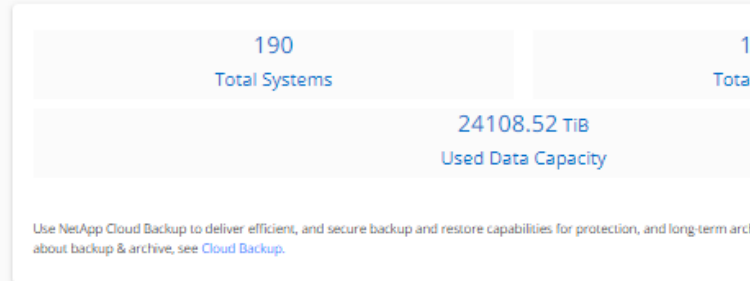 190
Total Systems
24108.52 TiB
Used Data Capacity
Use NetApp Cloud Backup to deliver efficient, and secure backup and restore capabilities for protection, and long-term
about backup & archive, see Cloud Backup.